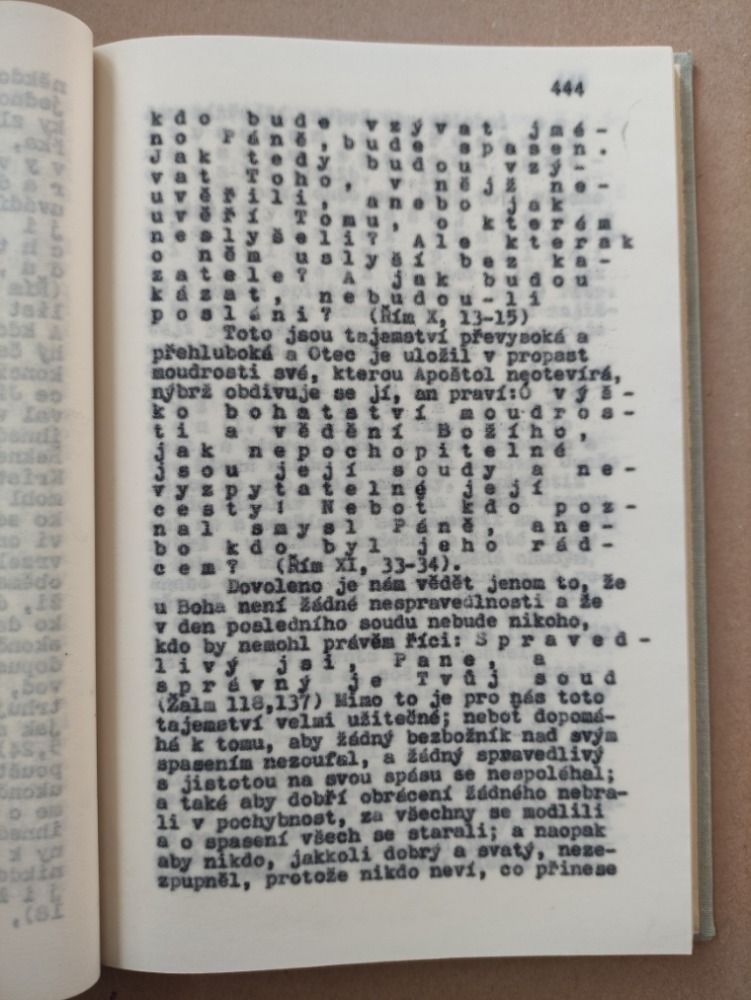 444
kdo bude vzývat jmé-
no Páně, bude spasen.
Jak tedy budou vzý-
vat Toho, v nějž ne-
uvěřili, anebo jak
uvěří Tomu, o kterém
neslyšeli? Ale kterak
o něm uslyší bez ka-
zatele? A jak budou
kázat, nebudou-li
posláni? (Řím X, 13-15)
Toto jsou tajemství převysoká a
přehluboká a Otec je uložil v propast
moudrosti své, kterou Apoštol neotevírá,
nýbrž obdivuje se jí, an praví: Ó výš-
ko bohatství moudros-
ti a vědění Božího,
jak nepochopitelné
jsou její soudy a ne-
vyzpytatelné její
cesty! Neboť kdo poz-
nal smysl Páně, ane-
bo kdo byl jeho rád-
cem? (Řím XI, 33-34).
Dovoleno je nám vědět jenom to, že
u Boha není žádné nespravedlnosti a že
v den posledního soudu nebude nikoho,
kdo by nemohl právěm říci: Spraved-
livý jsi, Pane, a
správný je Tvůj soud
(Žalm 118,137) Mimo to je pro nás toto
tajemství velmi užitečné; neboť dopomá-
há k tomu, aby žádný bezbožník nad svým
spasením nezoufal, a žádný spravedlivý
s jistotou na svou spásu se nespoléhal;
a také aby dobří obrácení žádného nebra-
li v pochybnost, za všechny se modlili
a o spasení všech se starali; a naopak
aby nikdo, jakkoli dobrý a svatý, neze-
zpupněl, protože nikdo neví, co přinese